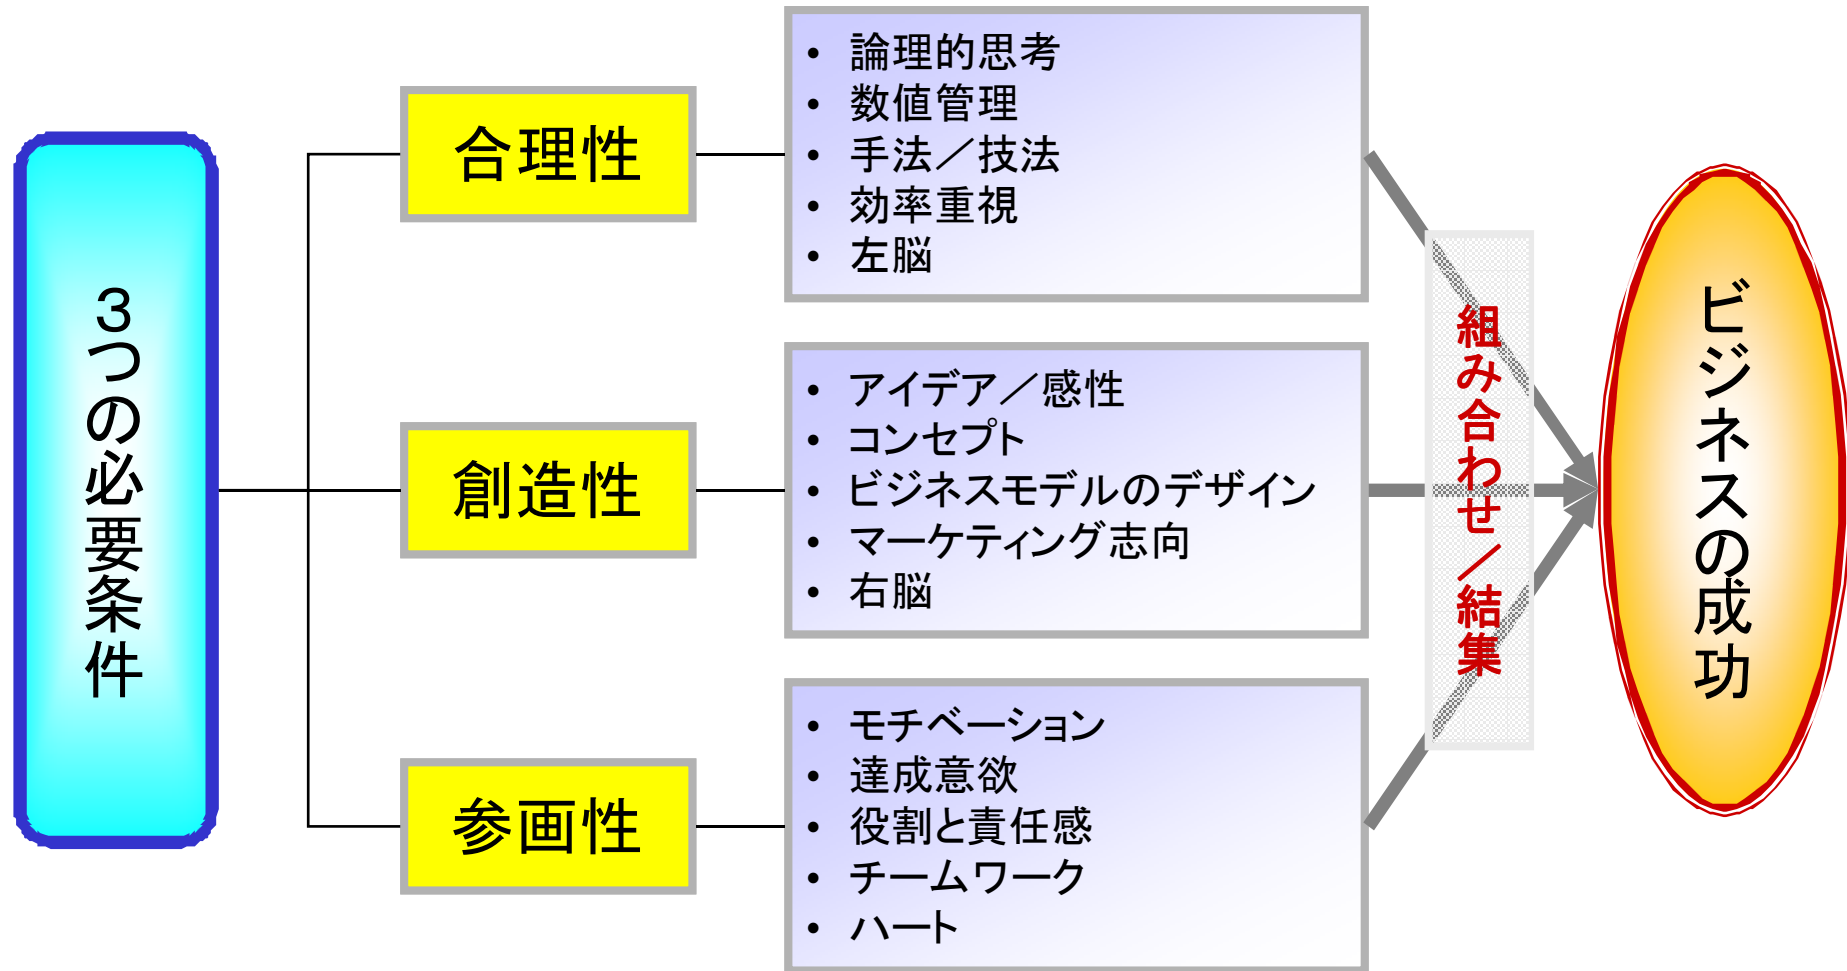 ３つの必要条件
合理性
• 論理的思考
• 数値管理
• 手法／技法
• 効率重視
• 左脳
創造性
• アイデア／感性
• コンセプト
• ビジネスモデルのデザイン
• マーケティング志向
• 右脳
参画性
• モチベーション
• 達成意欲
• 役割と責任感
• チームワーク
• ハート
組み合わせ／結集
ビジネスの成功